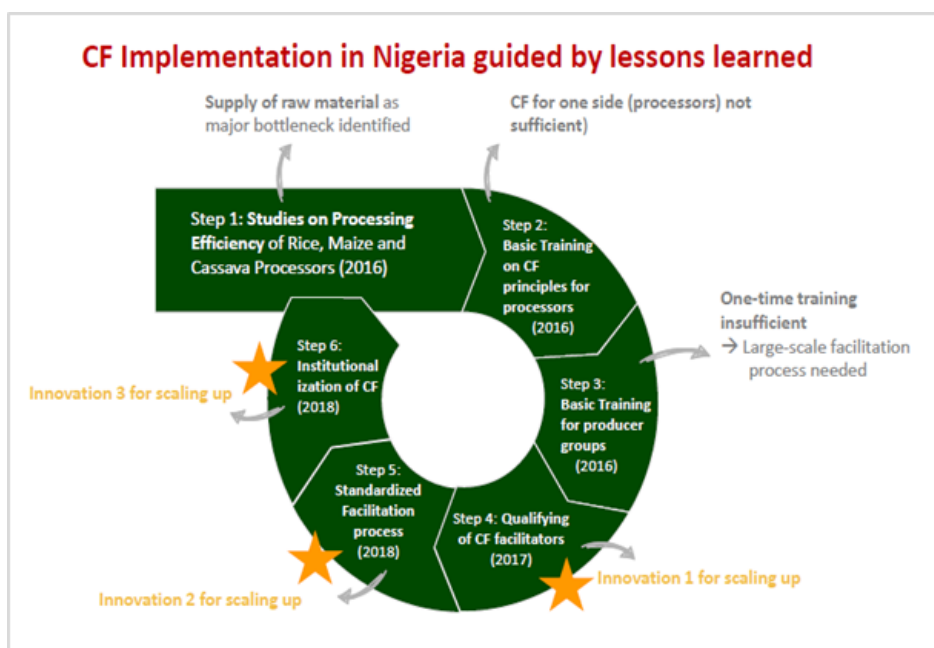 CF Implementation in Nigeria guided by lessons learned
Supply of raw material as
major bottleneck identified
CF for one side (processors) not
sufficient)
Step 1: Studies on Processing
Efficiency of Rice, Maize and
Cassava Processors (2016)
Step 2:
Basic Training
on CF
principles for
processors
(2016)
One-time training
insufficient
→ Large-scale facilitation
process needed
Step 3:
Basic Training
for producer
groups
(2016)
Step 4: Qualifying
of CF facilitators
(2017)
Innovation 1 for scaling up
Step 5:
Standardized
Facilitation
process
(2018)
Innovation 2 for scaling up
Step 6:
Institutional
ization of CF
(2018)
Innovation 3 for scaling up